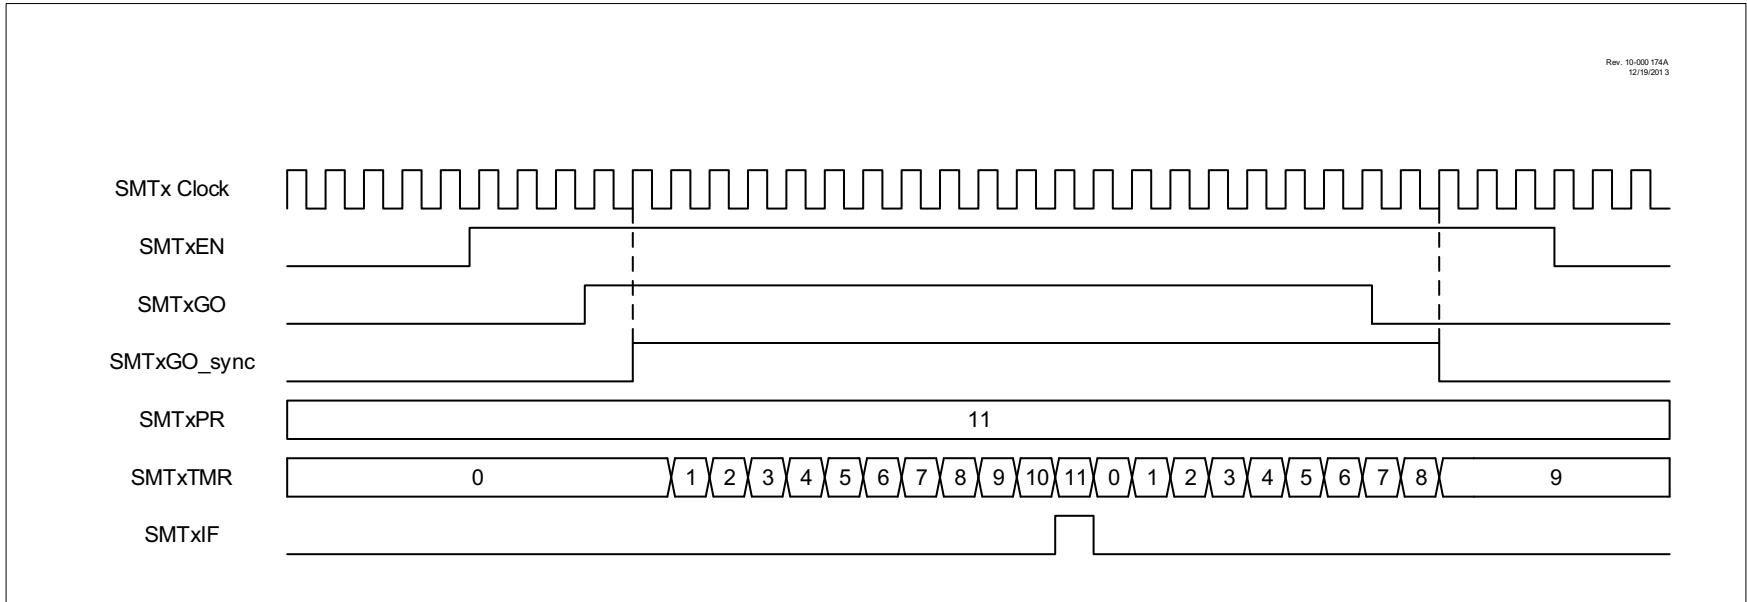 Rev. 10-000 174A
12/19/201 3
SMTx Clock
SMTxEN
SMTxGO
SMTxGO_sync
SMTxPR
11
SMTxTMR
0 1 2 3 4 5 6 7 8 9 10 11 0 1 2 3 4 5 6 7 8 9
SMTxIF